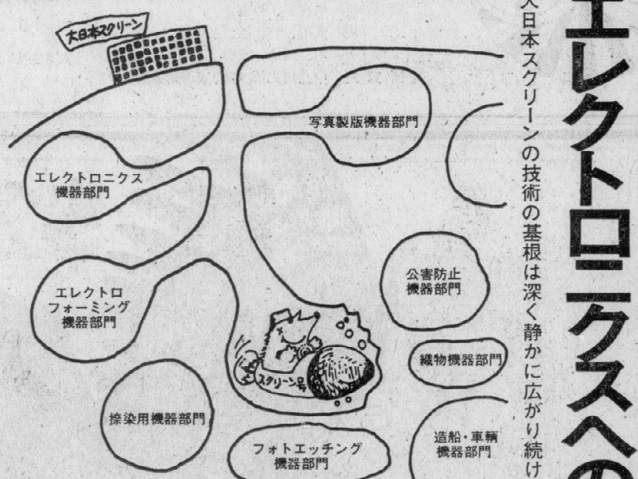 エレクトロニクスへの
大日本スクリーンの技術の基根は深く静かに広がり続け
大日本スクリーン
写真製版機器部門
エレクトロニクス
機器部門
公害防止
機器部門
エレクトロ
フォーミング
機器部門
織物機器部門
スクリーン号
捺染用機器部門
フォトエッチング
機器部門
造船・車輌
機器部門